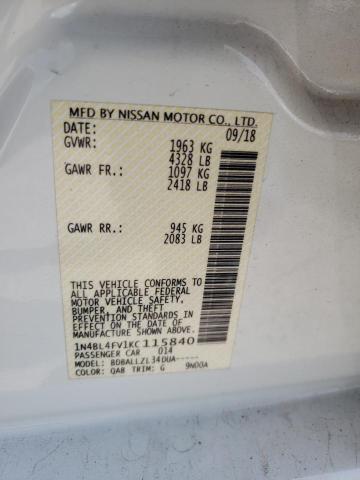 MFD BY NISSAN MOTOR CO., LTD.
DATE: 09/18
GVWR: 1963 KG
4328 LB
GAWR FR.: 1097 KG
2418 LB
GAWR RR.: 945 KG
2083 LB
THIS VEHICLE CONFORMS TO
ALL APPLICABLE FEDERAL
MOTOR VEHICLE SAFETY,
BUMPER, AND THEFT
PREVENTION STANDARDS IN
EFFECT ON THE DATE OF
MANUFACTURE SHOWN ABOVE.
1N4BL4FV1KC115840
PASSENGER CAR 014
MODEL: BDBALLZL34DUA-----
COLOR: QAB TRIM: G 9N00A